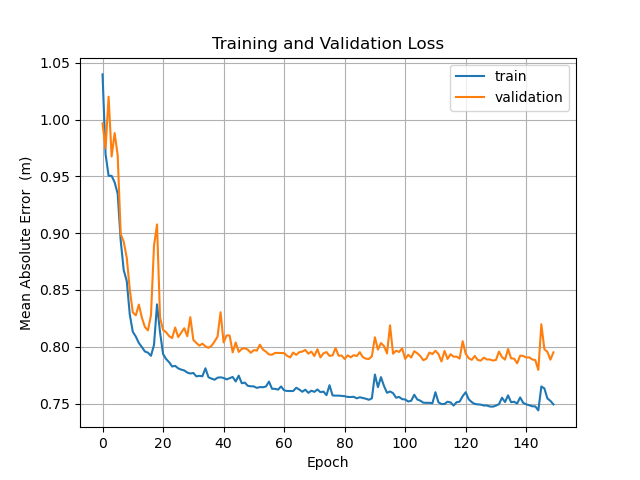 Training and Validation Loss
1.05
1.00
0.95
0.90
0.85
0.80
0.75
Mean Absolute Error  (m)
train
validation
0 20 40 60 80 100 120 140
Epoch